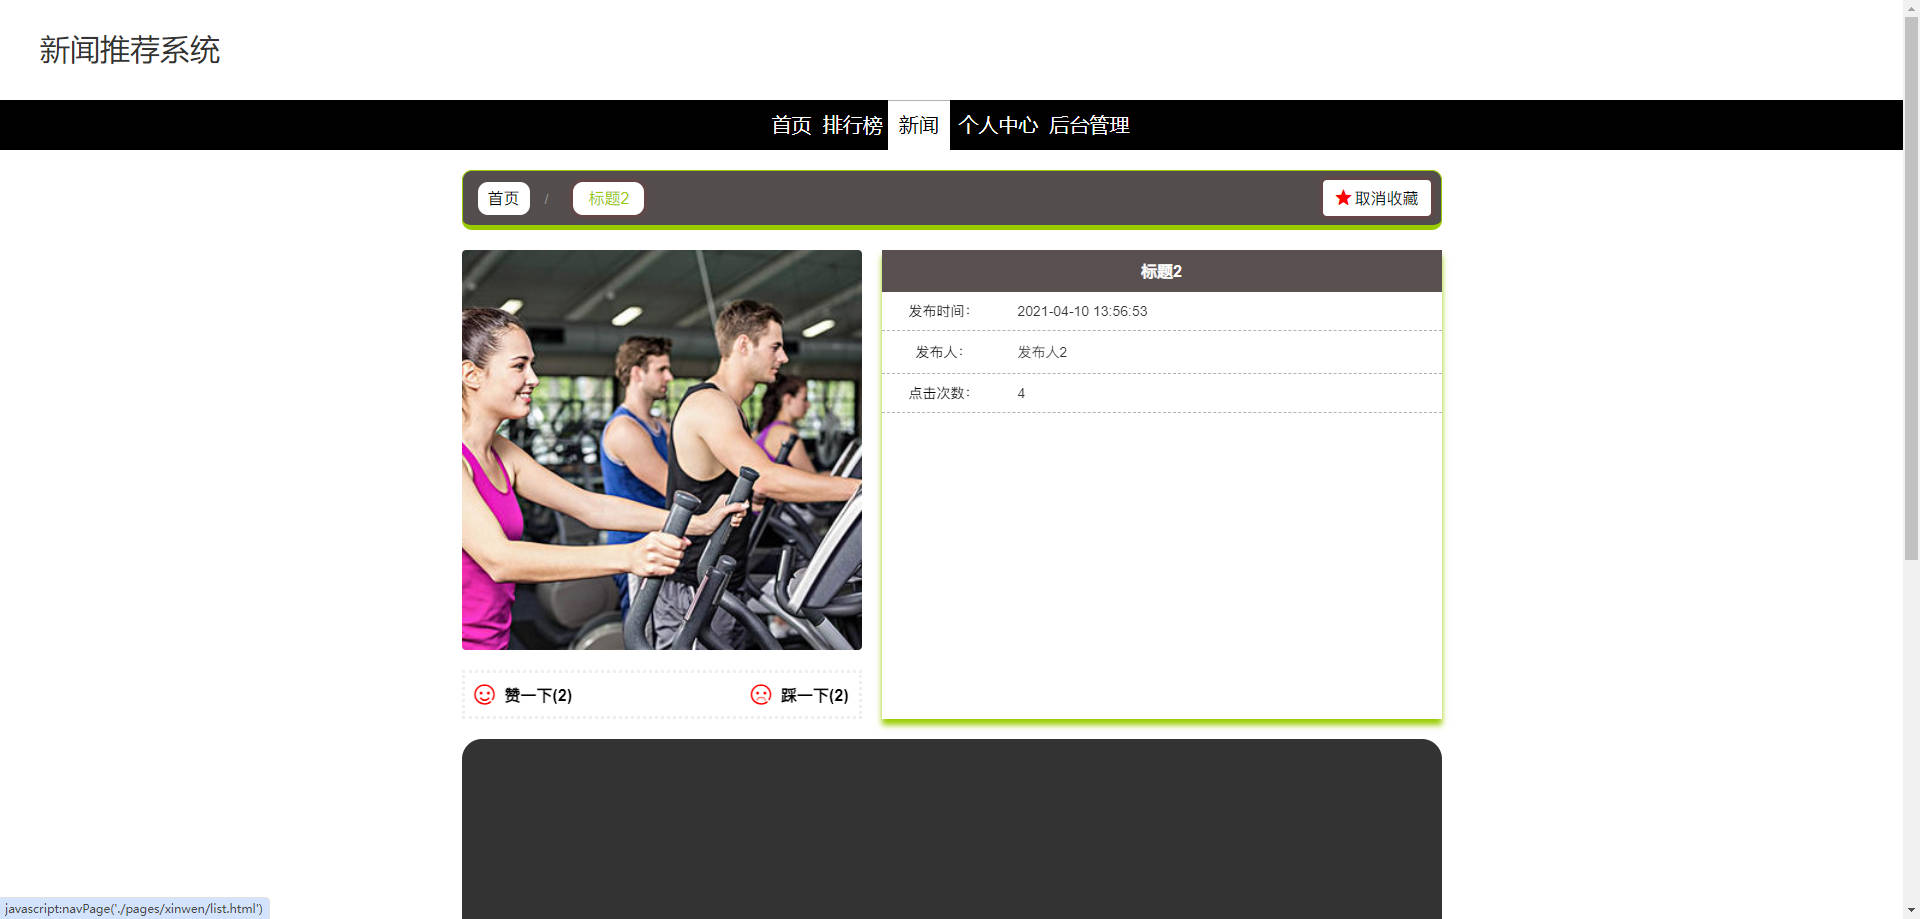 新闻推荐系统
首页 排行榜 新闻 个人中心 后台管理
首页 / 标题2 取消收藏
标题2
发布时间： 2021-04-10 13:56:53
发布人： 发布人2
点击次数： 4
赞一下(2) 踩一下(2)
javascript:navPage('./pages/xinwen/list.html')